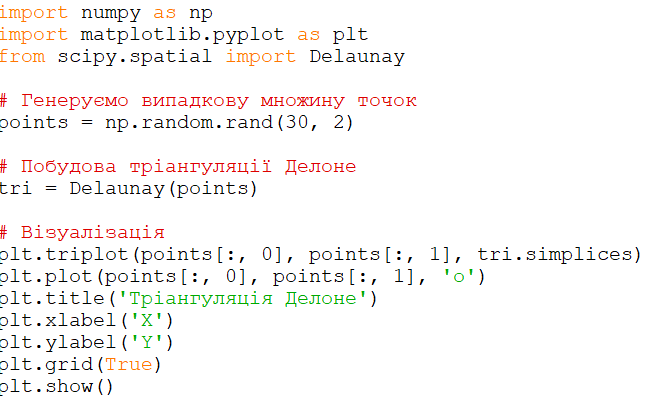 import numpy as np
import matplotlib.pyplot as plt
from scipy.spatial import Delaunay
# Генеруємо випадкову множину точок
points = np.random.rand(30, 2)
# Побудова тріангуляції Делоне
tri = Delaunay(points)
# Візуалізація
plt.triplot(points[:, 0], points[:, 1], tri.simplices)
plt.plot(points[:, 0], points[:, 1], 'o')
plt.title('Тріангуляція Делоне')
plt.xlabel('X')
plt.ylabel('Y')
plt.grid(True)
plt.show()